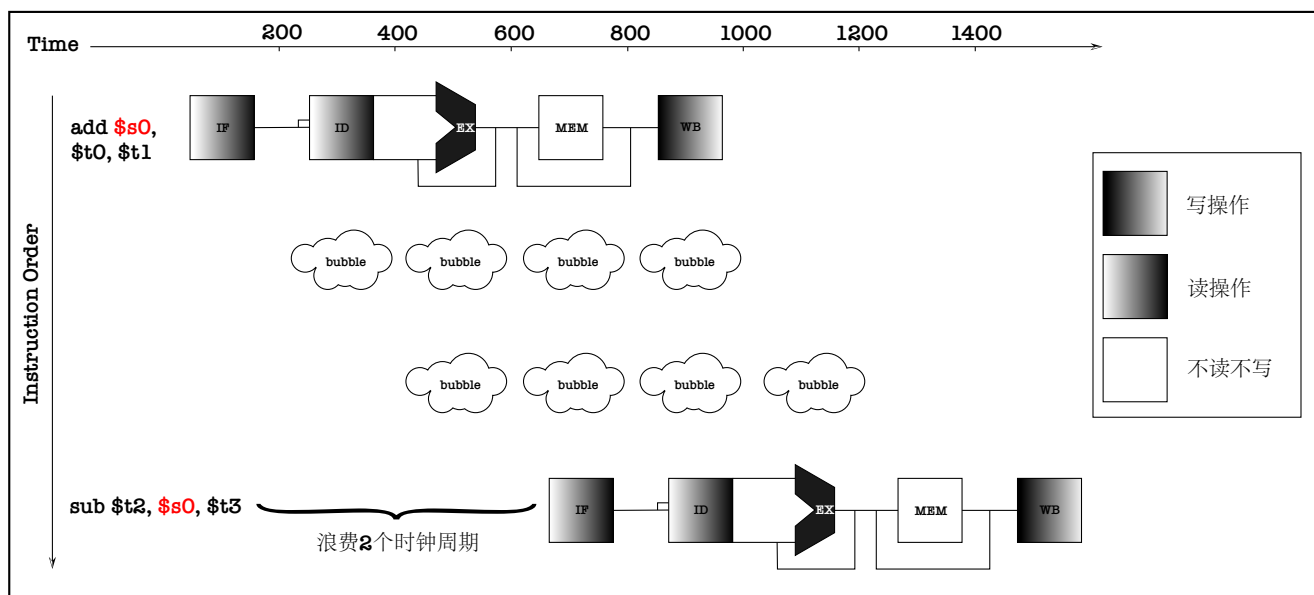 Time 200 400 600 800 1000 1200 1400
Instruction Order
add $s0,
$t0, $t1
IF ID EX MEM WB
bubble bubble bubble bubble
bubble bubble bubble bubble
sub $t2, $s0, $t3
IF ID EX MEM WB
浪费2个时钟周期
写操作
读操作
不读不写